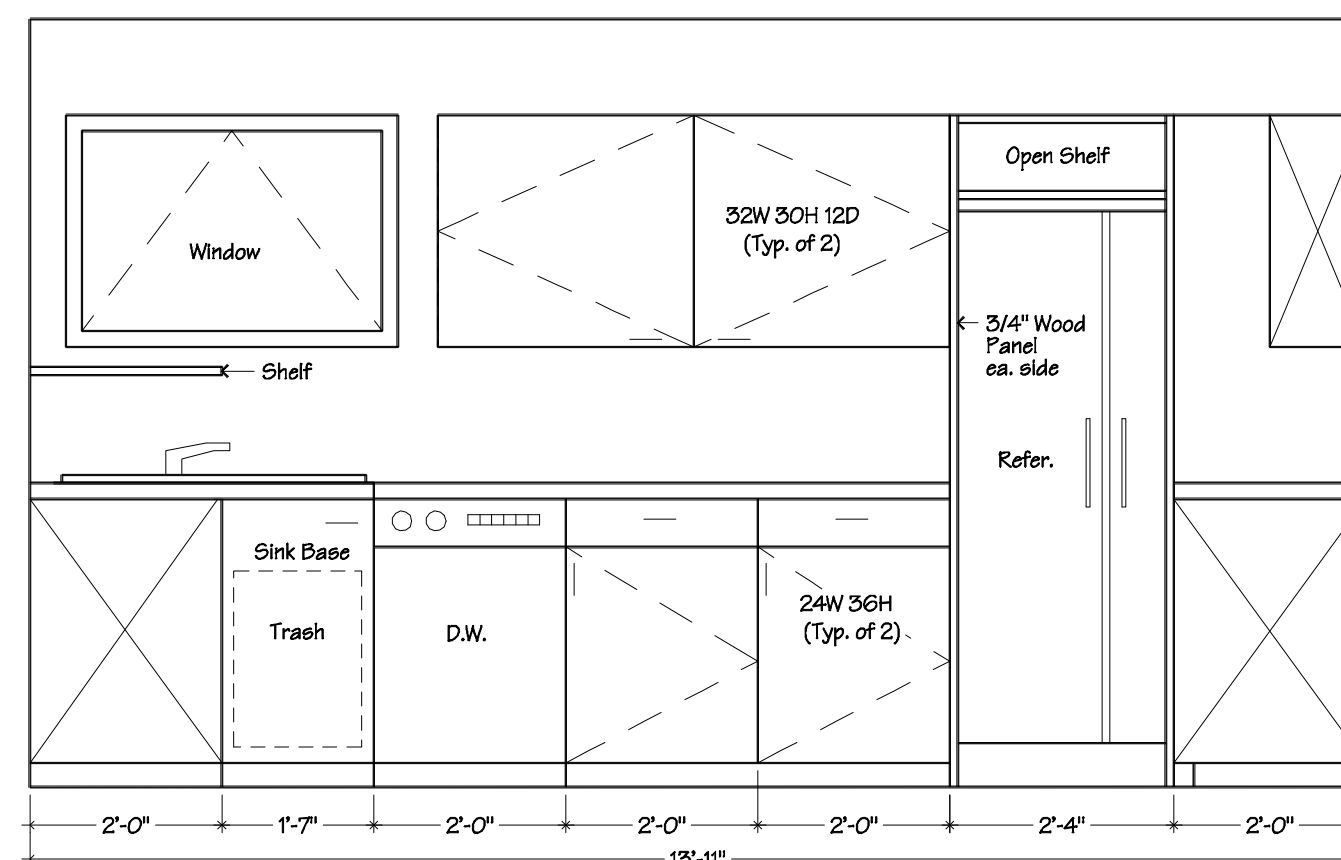 Open Shelf
32W 30H 12D
(Typ. of 2)
Window
3/4" Wood
Panel
ea. side
Shelf
Refer.
Sink Base
24W 36H
(Typ. of 2)
Trash
D.W.
2'-0" 1'-7" 2'-0" 2'-0" 2'-0" 2'-4" 2'-0"
13'-11"